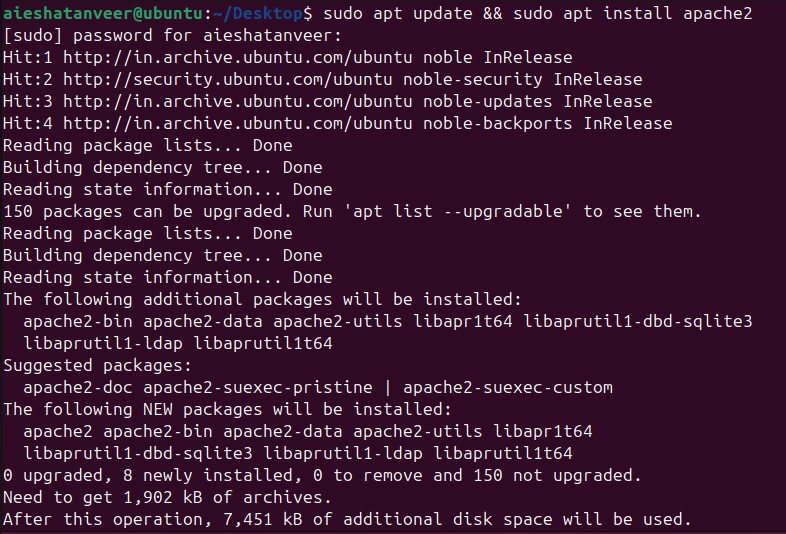 aieshatanveer@ubuntu:~/Desktop$ sudo apt update && sudo apt install apache2
[sudo] password for aieshatanveer:
Hit:1 http://in.archive.ubuntu.com/ubuntu noble InRelease
Hit:2 http://security.ubuntu.com/ubuntu noble-security InRelease
Hit:3 http://in.archive.ubuntu.com/ubuntu noble-updates InRelease
Hit:4 http://in.archive.ubuntu.com/ubuntu noble-backports InRelease
Reading package lists... Done
Building dependency tree... Done
Reading state information... Done
150 packages can be upgraded. Run 'apt list --upgradable' to see them.
Reading package lists... Done
Building dependency tree... Done
Reading state information... Done
The following additional packages will be installed:
  apache2-bin apache2-data apache2-utils libapr1t64 libaprutil1-dbd-sqlite3
  libaprutil1-ldap libaprutil1t64
Suggested packages:
  apache2-doc apache2-suexec-pristine | apache2-suexec-custom
The following NEW packages will be installed:
  apache2 apache2-bin apache2-data apache2-utils libapr1t64
  libaprutil1-dbd-sqlite3 libaprutil1-ldap libaprutil1t64
0 upgraded, 8 newly installed, 0 to remove and 150 not upgraded.
Need to get 1,902 kB of archives.
After this operation, 7,451 kB of additional disk space will be used.